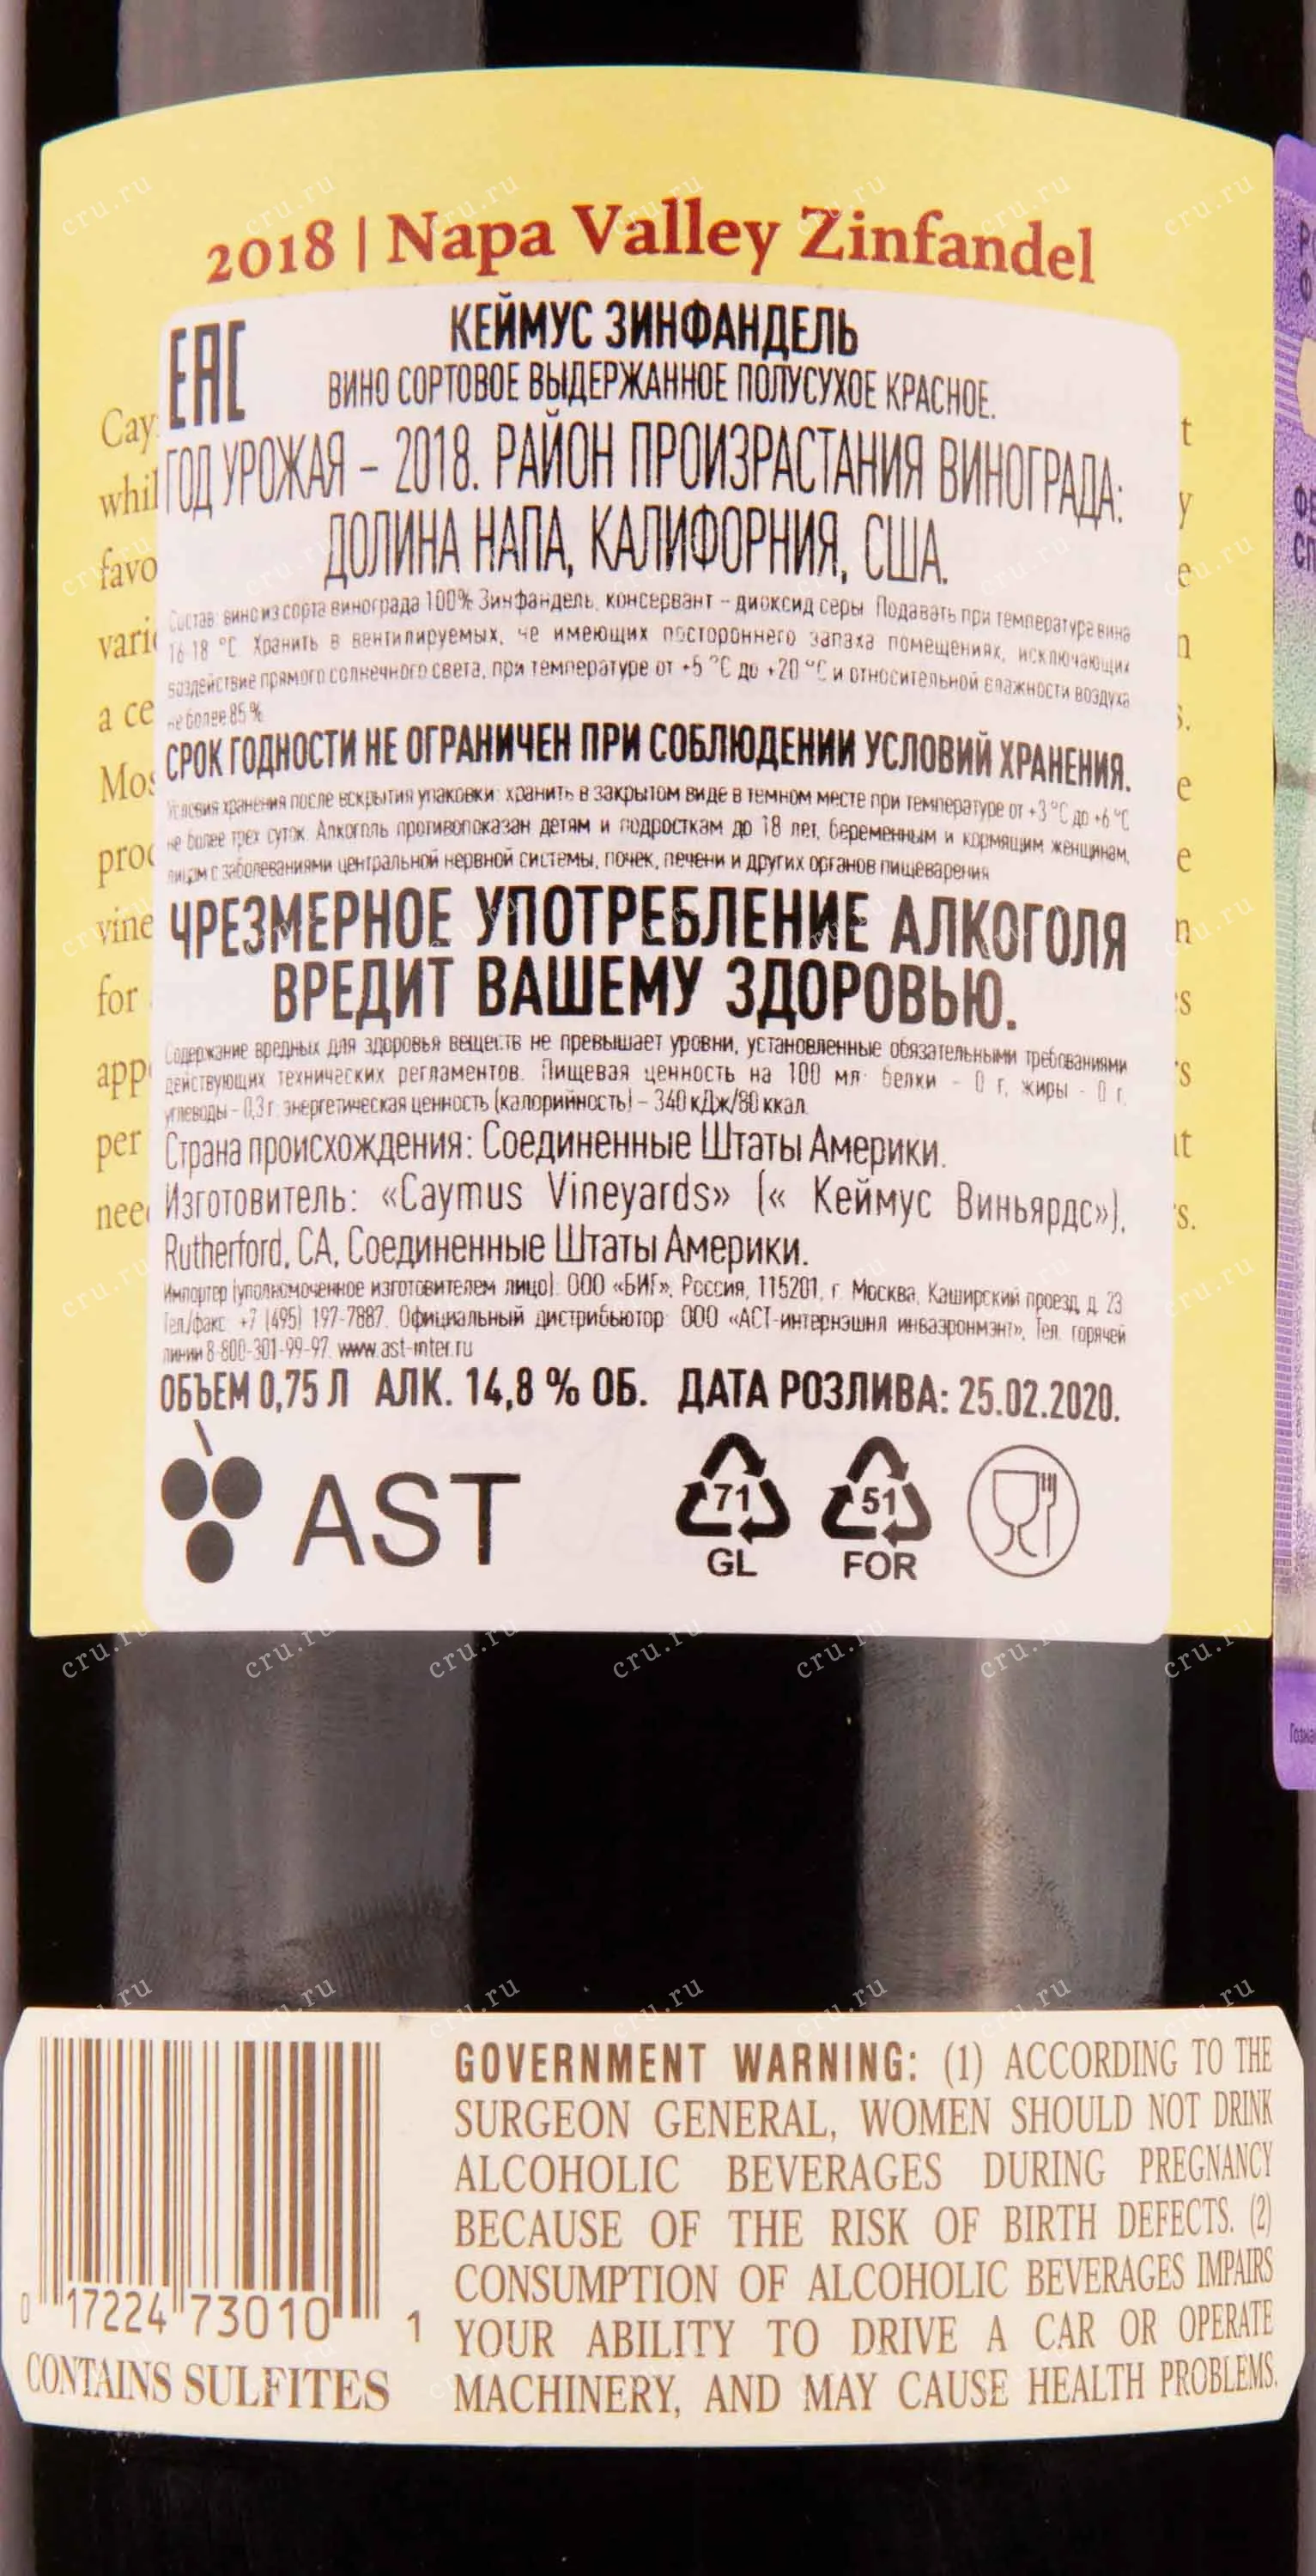 2018 | Napa Valley Zinfandel
EAC
КЕЙМУС ЗИНФАНДЕЛЬ
ВИНО СОРТОВОЕ ВЫДЕРЖАННОЕ ПОЛУСУХОЕ КРАСНОЕ.
ГОД УРОЖАЯ – 2018. РАЙОН ПРОИЗРАСТАНИЯ ВИНОГРАДА:
ДОЛИНА НАПА, КАЛИФОРНИЯ, США.
Состав: вино из сорта винограда 100% Зинфандель, консервант – диоксид серы. Подавать при температуре вина
16-18 °С. Хранить в вентилируемых, не имеющих постороннего запаха помещениях, исключающих
воздействие прямого солнечного света, при температуре от +5 °С до +20 °С и относительной влажности воздуха
не более 85 %.
СРОК ГОДНОСТИ НЕ ОГРАНИЧЕН ПРИ СОБЛЮДЕНИИ УСЛОВИЙ ХРАНЕНИЯ.
Условия хранения после вскрытия упаковки: хранить в закрытом виде в темном месте при температуре от +3 °С до +6 °С
не более трех суток. Алкоголь противопоказан детям и подросткам до 18 лет, беременным и кормящим женщинам,
лицам с заболеваниями центральной нервной системы, почек, печени и других органов пищеварения.
ЧРЕЗМЕРНОЕ УПОТРЕБЛЕНИЕ АЛКОГОЛЯ
ВРЕДИТ ВАШЕМУ ЗДОРОВЬЮ.
Содержание вредных для здоровья веществ не превышает уровни, установленные обязательными требованиями
действующих технических регламентов. Пищевая ценность на 100 мл: белки – 0 г, жиры - 0 г,
углеводы – 0,3 г. энергетическая ценность (калорийность) – 340 кДж/80 ккал.
Страна происхождения: Соединенные Штаты Америки.
Изготовитель: «Caymus Vineyards» (« Кеймус Виньярдс»),
Rutherford, CA, Соединенные Штаты Америки.
Импортер (уполномоченное изготовителем лицо): ООО «БИГ», Россия, 115201, г. Москва, Каширский проезд, д. 23
Тел./факс: +7 (495) 197-7887. Официальный дистрибьютор: ООО «АСТ-интернэшнл инваэронмэнт», Тел. горячей
линии 8-800-301-99-97. www.ast-inter.ru
ОБЪЕМ 0,75 Л АЛК. 14,8 % ОБ. ДАТА РОЗЛИВА: 25.02.2020.
AST
71
GL
51
FOR
GOVERNMENT WARNING: (1) ACCORDING TO THE
SURGEON GENERAL, WOMEN SHOULD NOT DRINK
ALCOHOLIC BEVERAGES DURING PREGNANCY
BECAUSE OF THE RISK OF BIRTH DEFECTS. (2)
CONSUMPTION OF ALCOHOLIC BEVERAGES IMPAIRS
YOUR ABILITY TO DRIVE A CAR OR OPERATE
MACHINERY, AND MAY CAUSE HEALTH PROBLEMS.
0 17224 73010 1
CONTAINS SULFITES
cru.ru